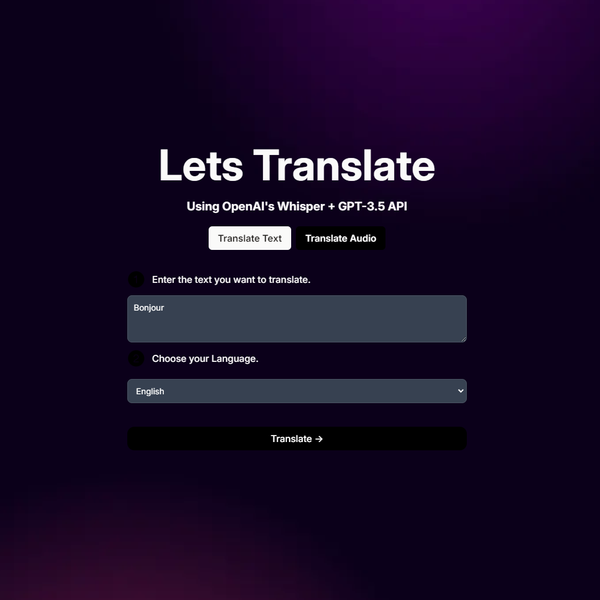 Lets Translate
Using OpenAI's Whisper + GPT-3.5 API
Translate Text Translate Audio
Enter the text you want to translate.
Bonjour
Choose your Language.
English
Translate →